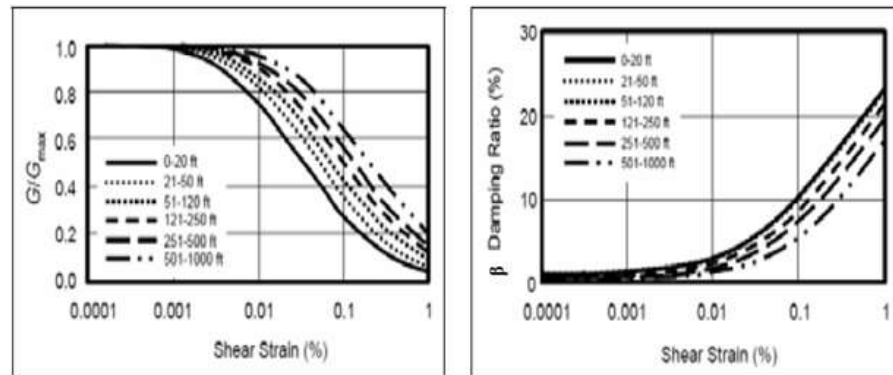 G/Gmax
1.0
0.8
0.6
0.4
0.2
0.0
0-20 ft
21-50 ft
51-120 ft
121-250 ft
251-500 ft
501-1000 ft
0.0001 0.001 0.01 0.1 1
Shear Strain (%)
β Damping Ratio (%)
30
20
10
0
0-20 ft
21-50 ft
51-120 ft
121-250 ft
251-500 ft
501-1000 ft
0.0001 0.001 0.01 0.1 1
Shear Strain (%)